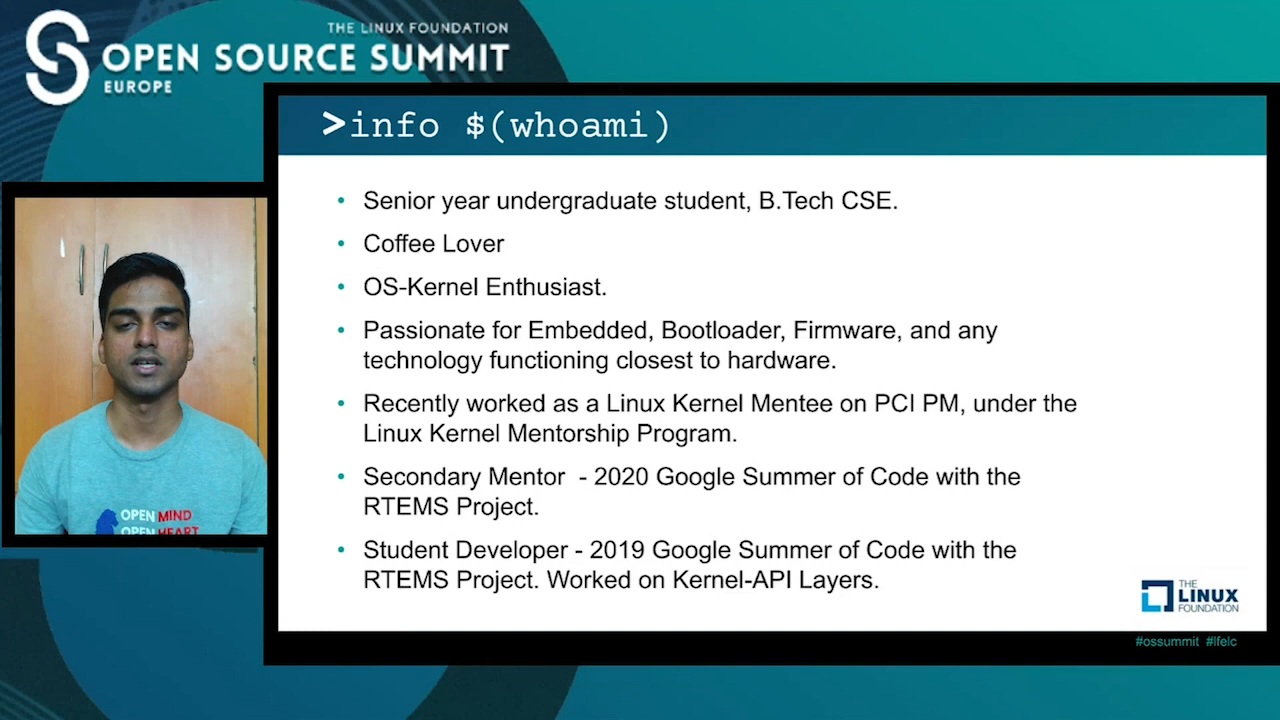 THE LINUX FOUNDATION
OPEN SOURCE SUMMIT
EUROPE
>info $(whoami)
• Senior year undergraduate student, B.Tech CSE.
• Coffee Lover
• OS-Kernel Enthusiast.
• Passionate for Embedded, Bootloader, Firmware, and any
technology functioning closest to hardware.
• Recently worked as a Linux Kernel Mentee on PCI PM, under the
Linux Kernel Mentorship Program.
• Secondary Mentor - 2020 Google Summer of Code with the
RTEMS Project.
• Student Developer - 2019 Google Summer of Code with the
RTEMS Project. Worked on Kernel-API Layers.
OPEN MIND
OPEN HEART
THE
LINUX
FOUNDATION
#ossummit #lfelc